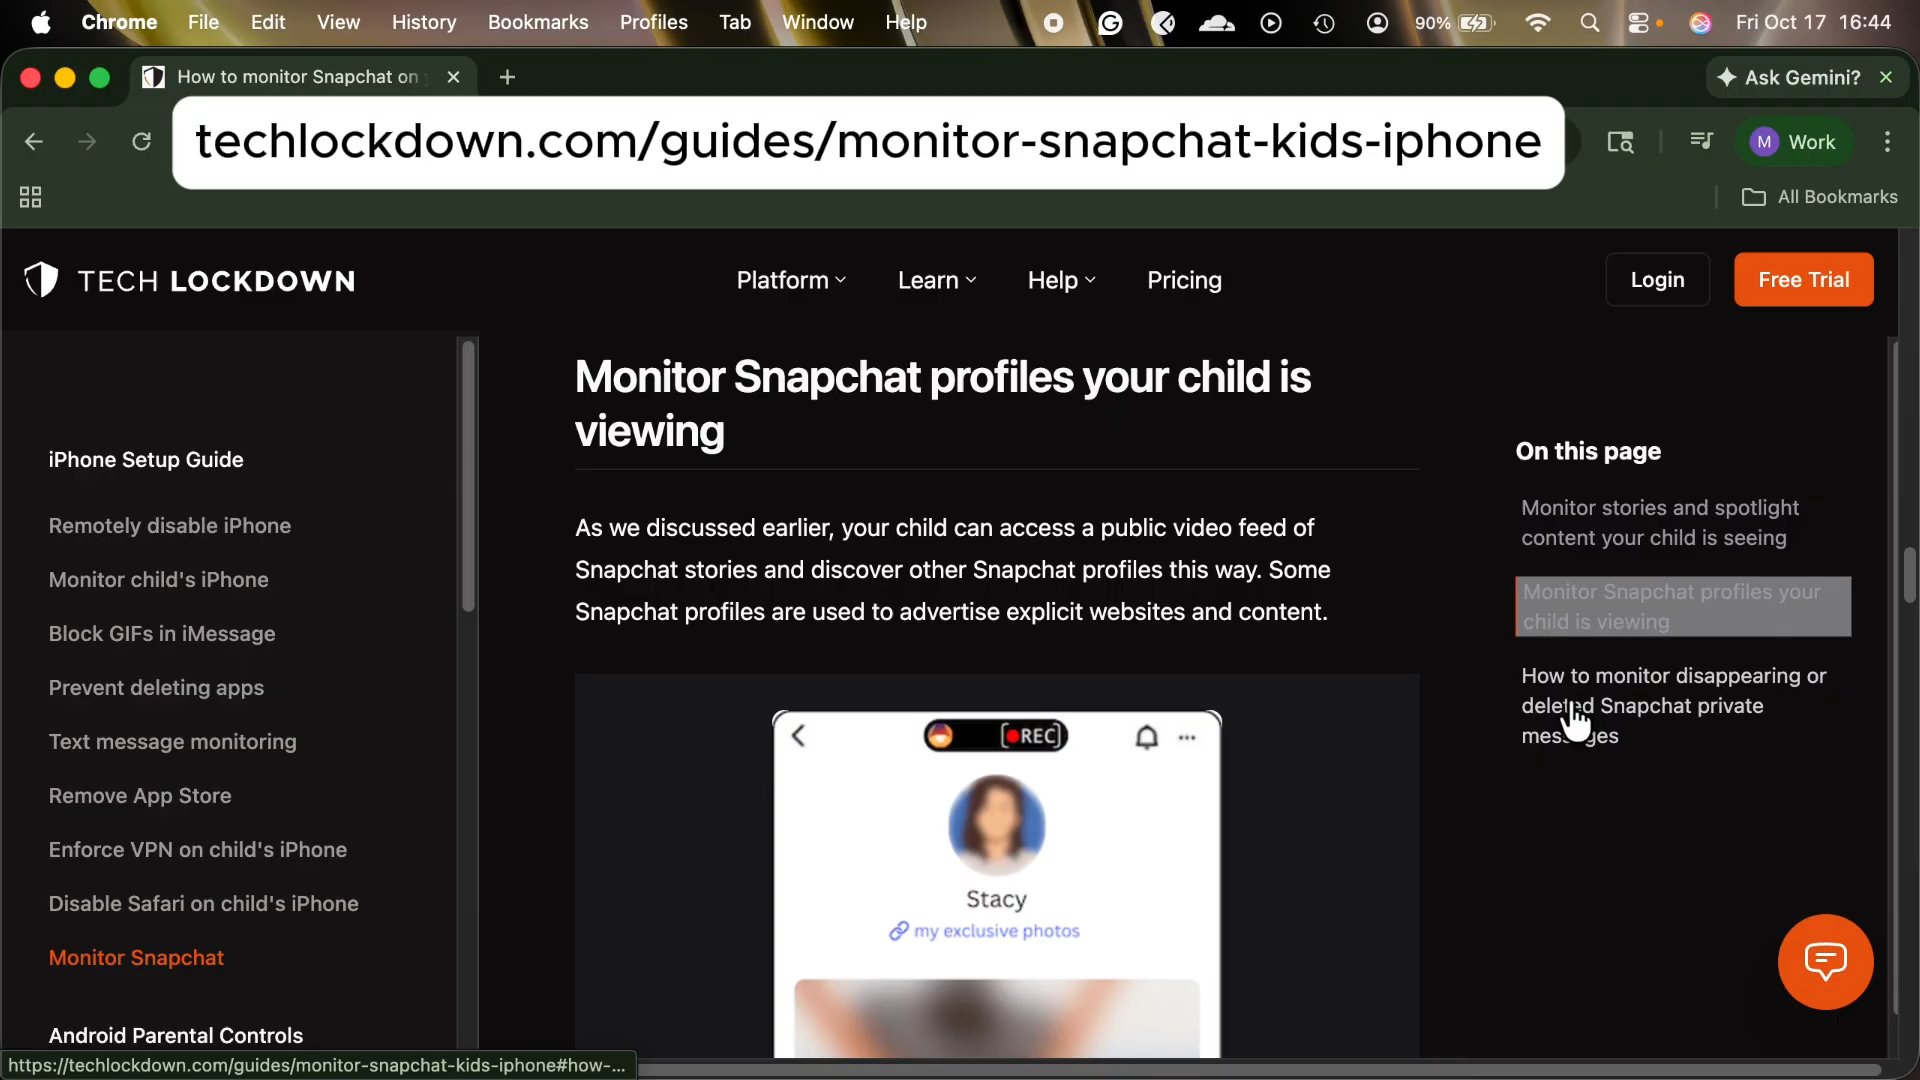 Chrome File Edit View History Bookmarks Profiles Tab Window Help 90% Fri Oct 17 16:44
How to monitor Snapchat on
Ask Gemini?
techlockdown.com/guides/monitor-snapchat-kids-iphone
M Work
All Bookmarks
TECH LOCKDOWN
Platform Learn Help Pricing
Login
Free Trial
iPhone Setup Guide
Remotely disable iPhone
Monitor child's iPhone
Block GIFs in iMessage
Prevent deleting apps
Text message monitoring
Remove App Store
Enforce VPN on child's iPhone
Disable Safari on child's iPhone
Monitor Snapchat
Android Parental Controls
Monitor Snapchat profiles your child is
viewing
As we discussed earlier, your child can access a public video feed of
Snapchat stories and discover other Snapchat profiles this way. Some
Snapchat profiles are used to advertise explicit websites and content.
[REC]
Stacy
my exclusive photos
On this page
Monitor stories and spotlight
content your child is seeing
Monitor Snapchat profiles your
child is viewing
How to monitor disappearing or
deleted Snapchat private
messages
https://techlockdown.com/guides/monitor-snapchat-kids-iphone#how-...